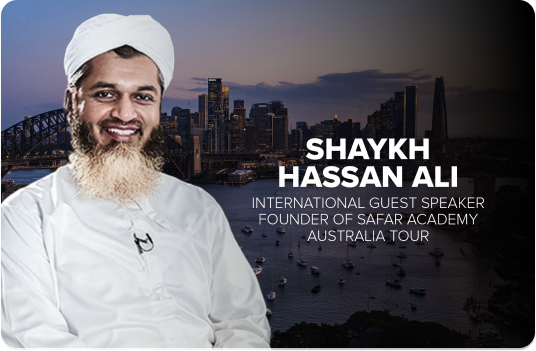 SHAYKH
HASSAN ALI
INTERNATIONAL GUEST SPEAKER
FOUNDER OF SAFAR ACADEMY
AUSTRALIA TOUR